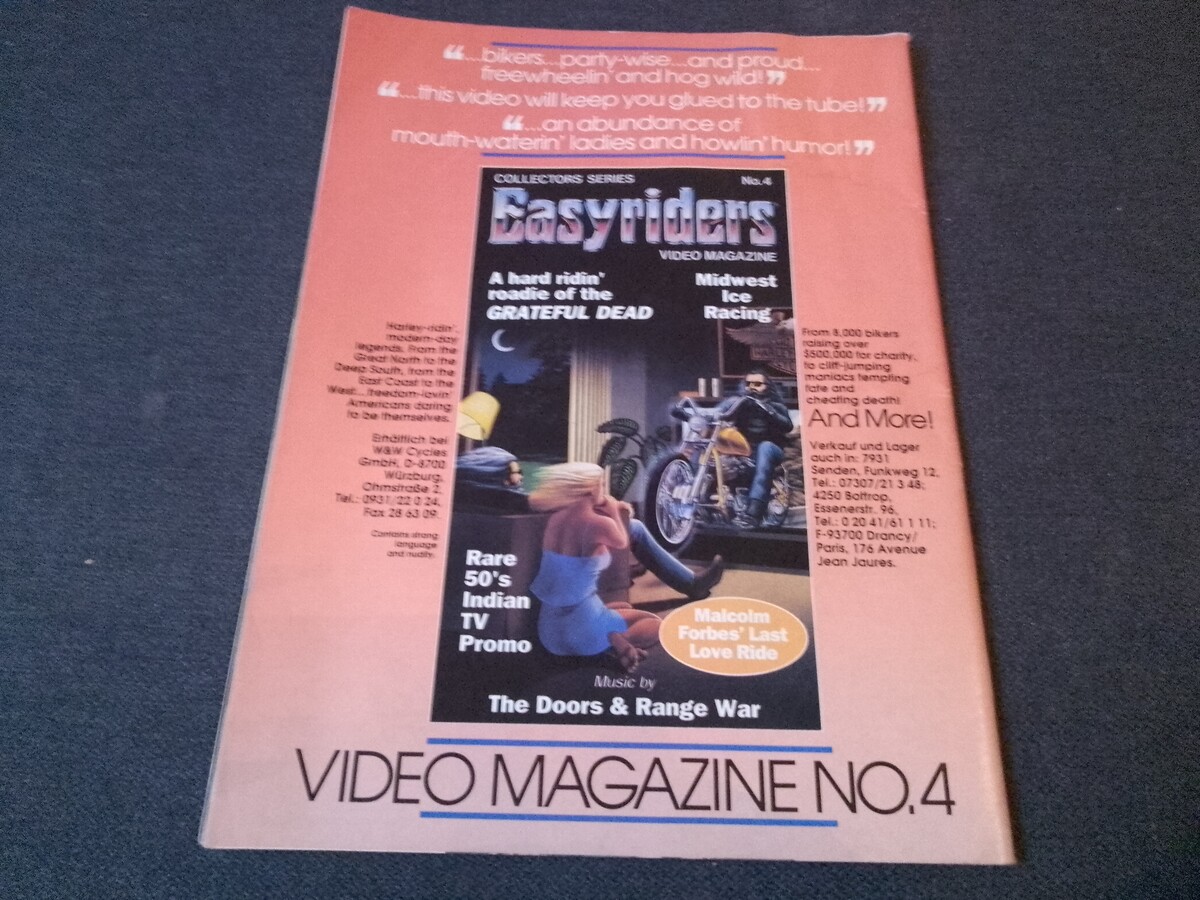 “...bikers...party-wise...and proud...
freewheelin' and hog wild!”
“...this video will keep you glued to the tube!”
“...an abundance of
mouth-waterin' ladies and howlin' humor!”
COLLECTORS SERIES No.4
Easyriders
VIDEO MAGAZINE
A hard ridin'
roadie of the
GRATEFUL DEAD
Midwest
Ice
Racing
Harley-ridin',
modern-day
legends. From the
Great North to the
Deep South, from the
East Coast to the
West...freedom-lovin'
Americans daring
to be themselves.
Erhältlich bei
W&W Cycles
GmbH, D-8700
Würzburg,
Ohmstraße 2,
Tel.: 0931/22 0 24,
Fax 28 63 09.
Contains strong
language
and nudity.
From 8,000 bikers
raising over
$500,000 for charity,
to cliff-jumping
maniacs tempting
fate and
cheating death!
And More!
Verkauf und Lager
auch in: 7931
Senden, Funkweg 12,
Tel.: 07307/21 3 48;
4250 Bottrop,
Essenerstr. 96,
Tel.: 0 20 41/61 1 11;
F-93700 Drancy/
Paris, 176 Avenue
Jean Jaures.
Rare
50's
Indian
TV
Promo
Malcolm
Forbes' Last
Love Ride
Music by
The Doors & Range War
VIDEO MAGAZINE NO.4